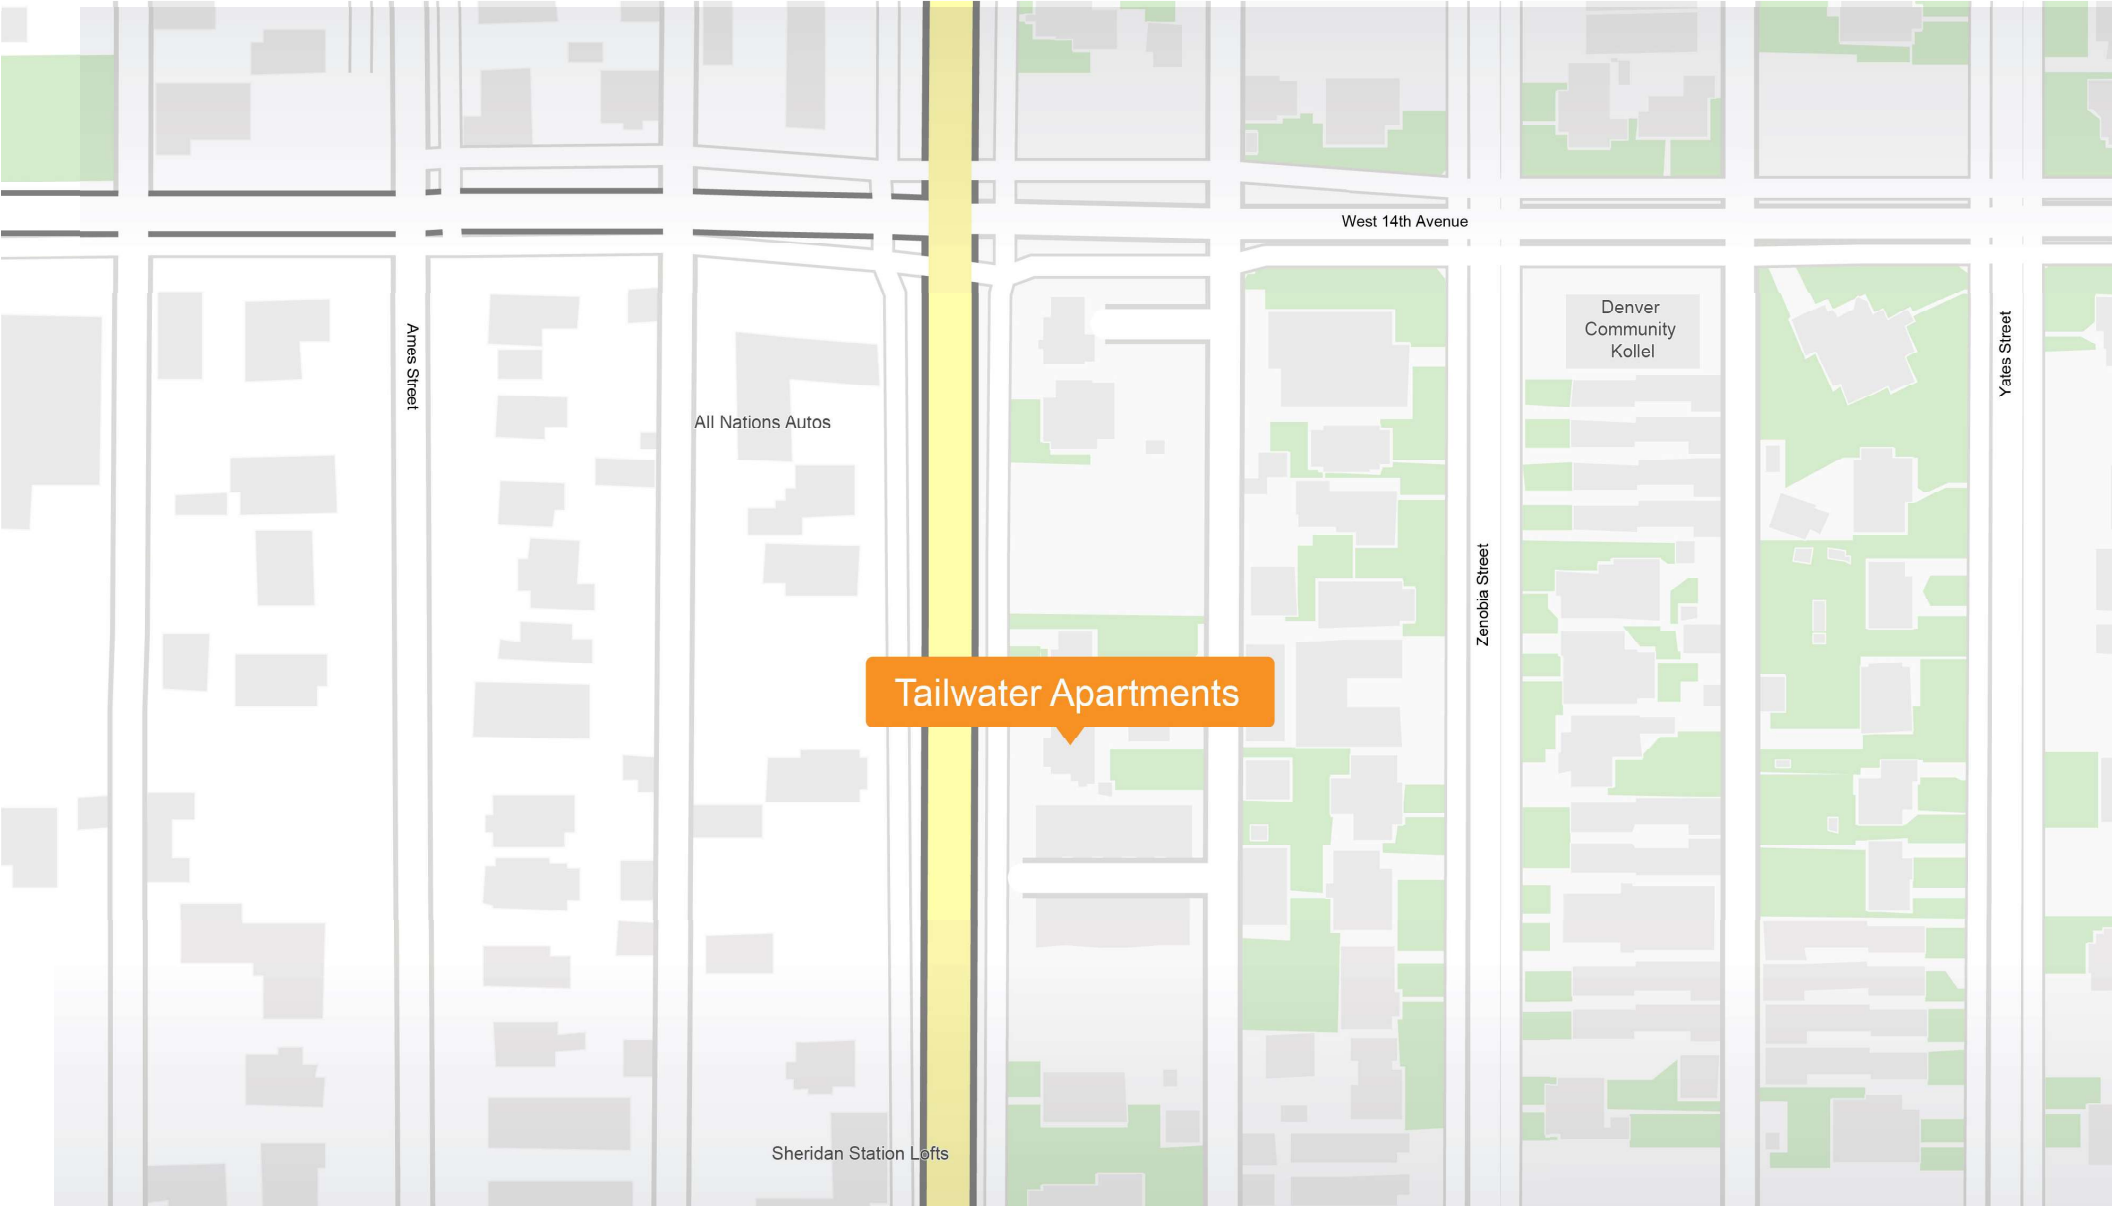 West 14th Avenue
Denver
Community
Kollel
Ames Street
Yates Street
All Nations Autos
Zenobia Street
Tailwater Apartments
Sheridan Station Lofts